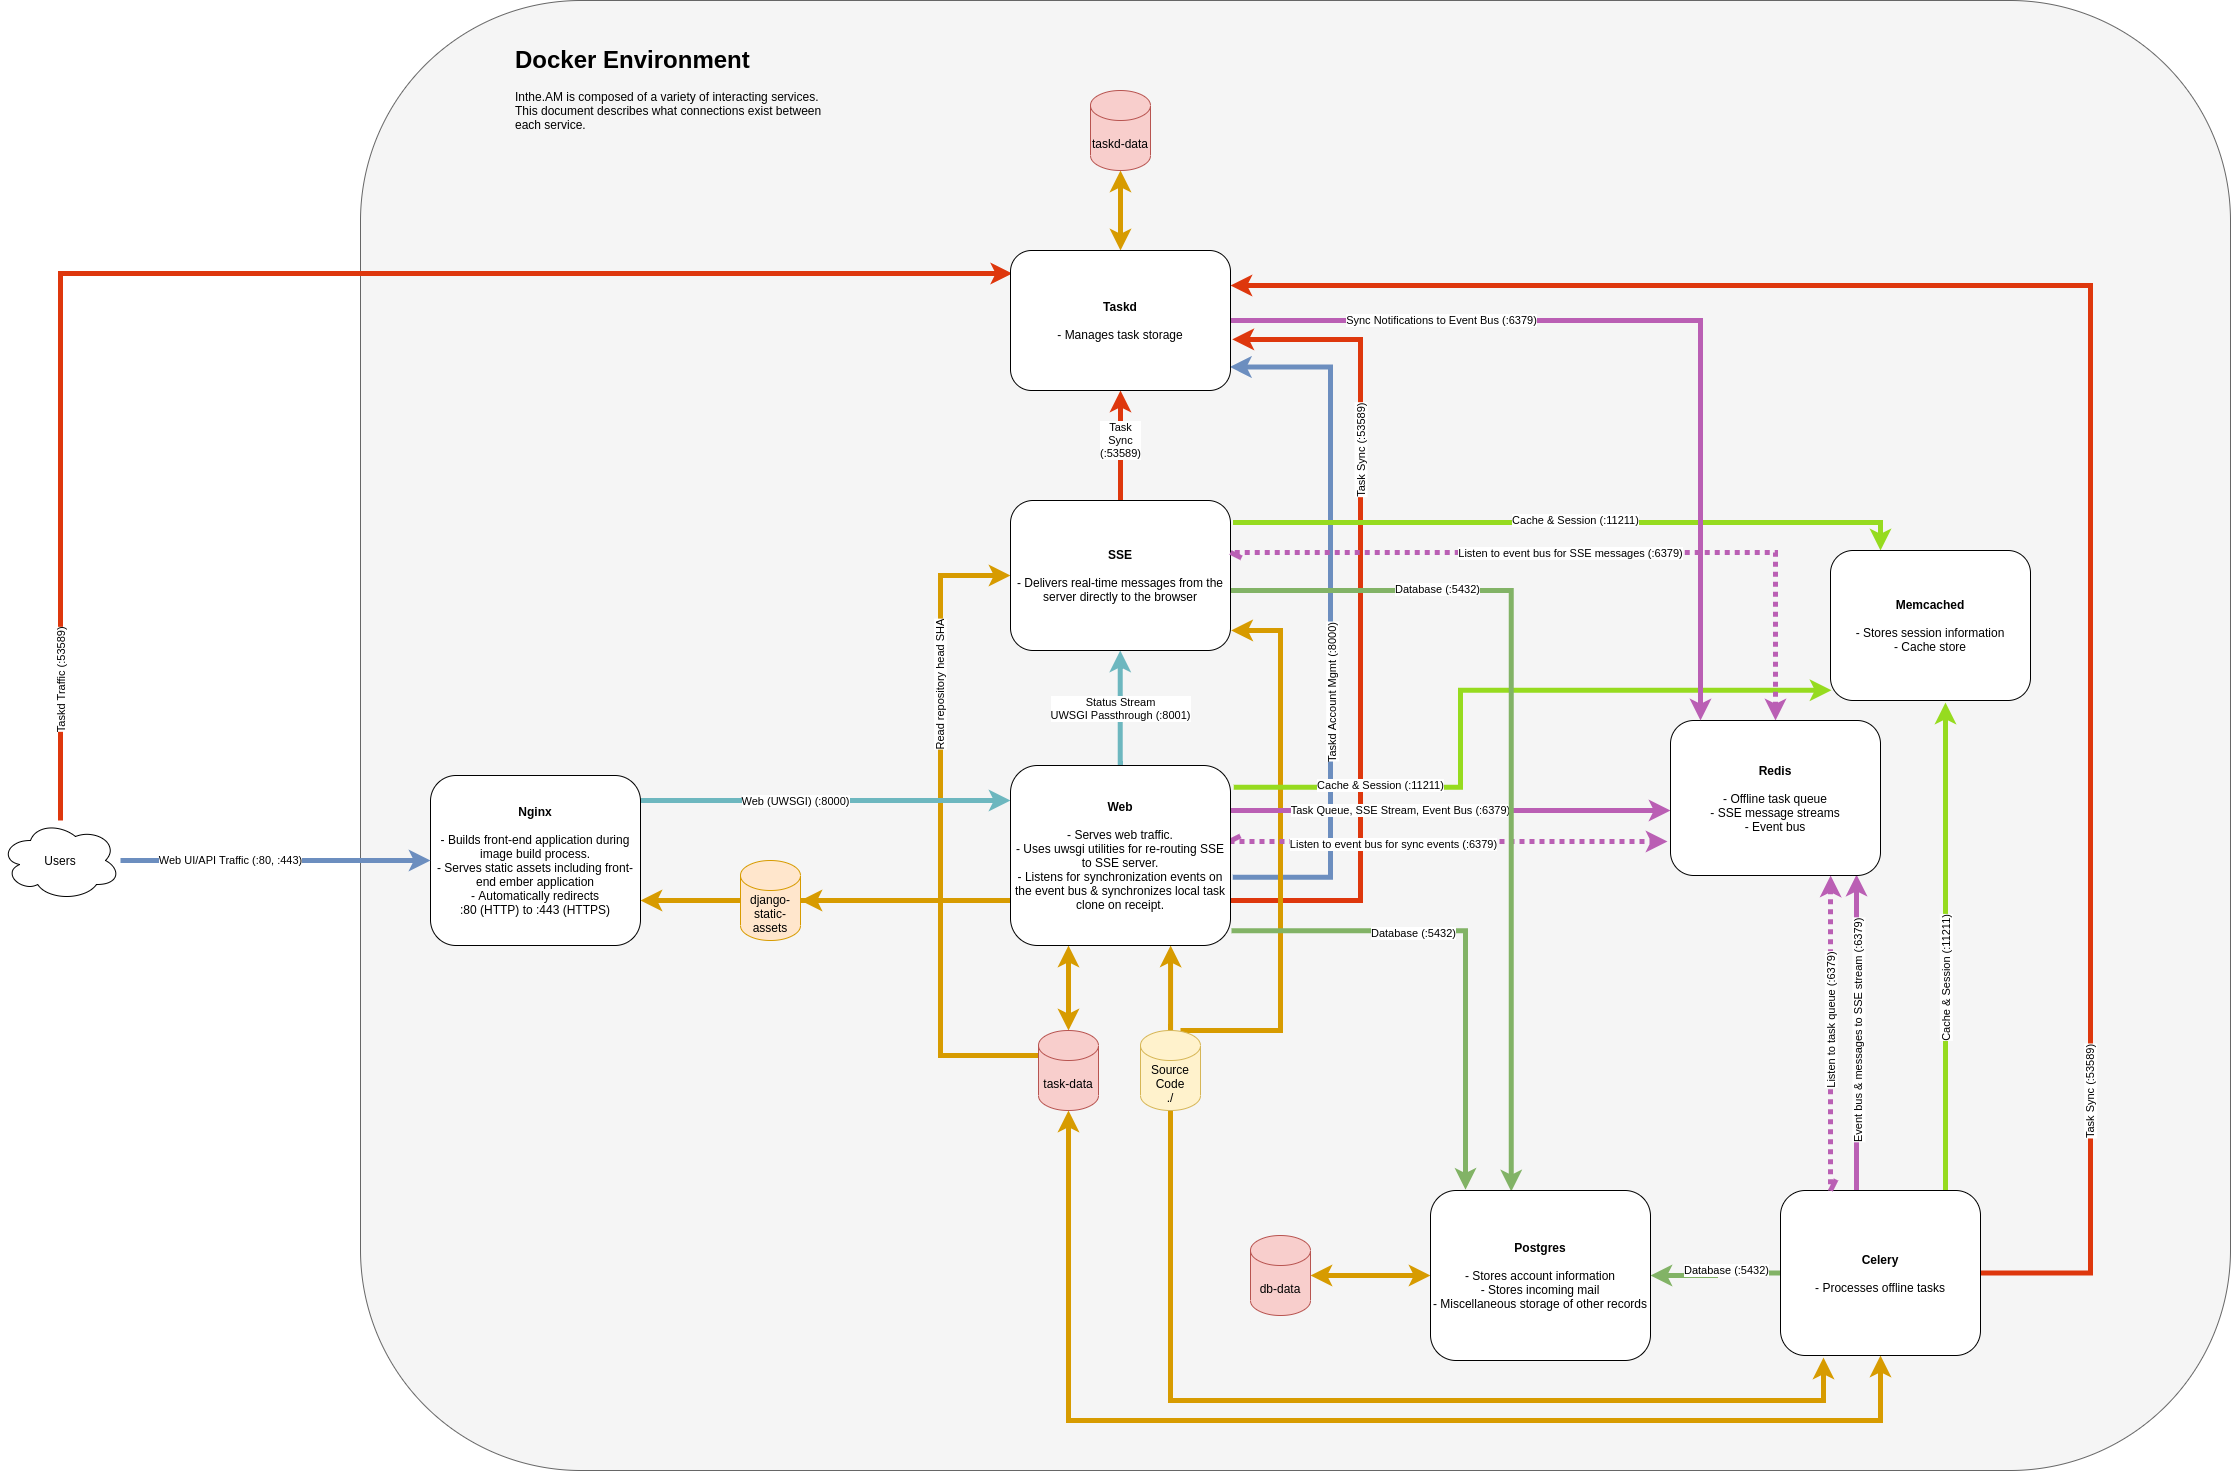 Docker Environment
Inthe.AM is composed of a variety of interacting services.
This document describes what connections exist between
each service.
taskd-data
Taskd
- Manages task storage
Sync Notifications to Event Bus (:6379)
Task
Sync
(:53589)
Task Sync (:53589)
SSE
- Delivers real-time messages from the
server directly to the browser
Cache & Session (:11211)
Listen to event bus for SSE messages (:6379)
Database (:5432)
Memcached
- Stores session information
- Cache store
Taskd Traffic (:53589)
Read repository head SHA
Status Stream
UWSGI Passthrough (:8001)
Taskd Account Mgmt (:8000)
Users
Web UI/API Traffic (:80, :443)
Nginx
- Builds front-end application during
image build process.
- Serves static assets including front-
end ember application
- Automatically redirects
:80 (HTTP) to :443 (HTTPS)
Web (UWSGI) (:8000)
django-
static-
assets
Web
- Serves web traffic.
- Uses uwsgi utilities for re-routing SSE
to SSE server.
- Listens for synchronization events on
the event bus & synchronizes local task
clone on receipt.
Cache & Session (:11211)
Task Queue, SSE Stream, Event Bus (:6379)
Listen to event bus for sync events (:6379)
Database (:5432)
Redis
- Offline task queue
- SSE message streams
- Event bus
task-data
Source
Code
./
Listen to task queue (:6379)
Event bus & messages to SSE stream (:6379)
Cache & Session (:11211)
Task Sync (:53589)
db-data
Postgres
- Stores account information
- Stores incoming mail
- Miscellaneous storage of other records
Database (:5432)
Celery
- Processes offline tasks